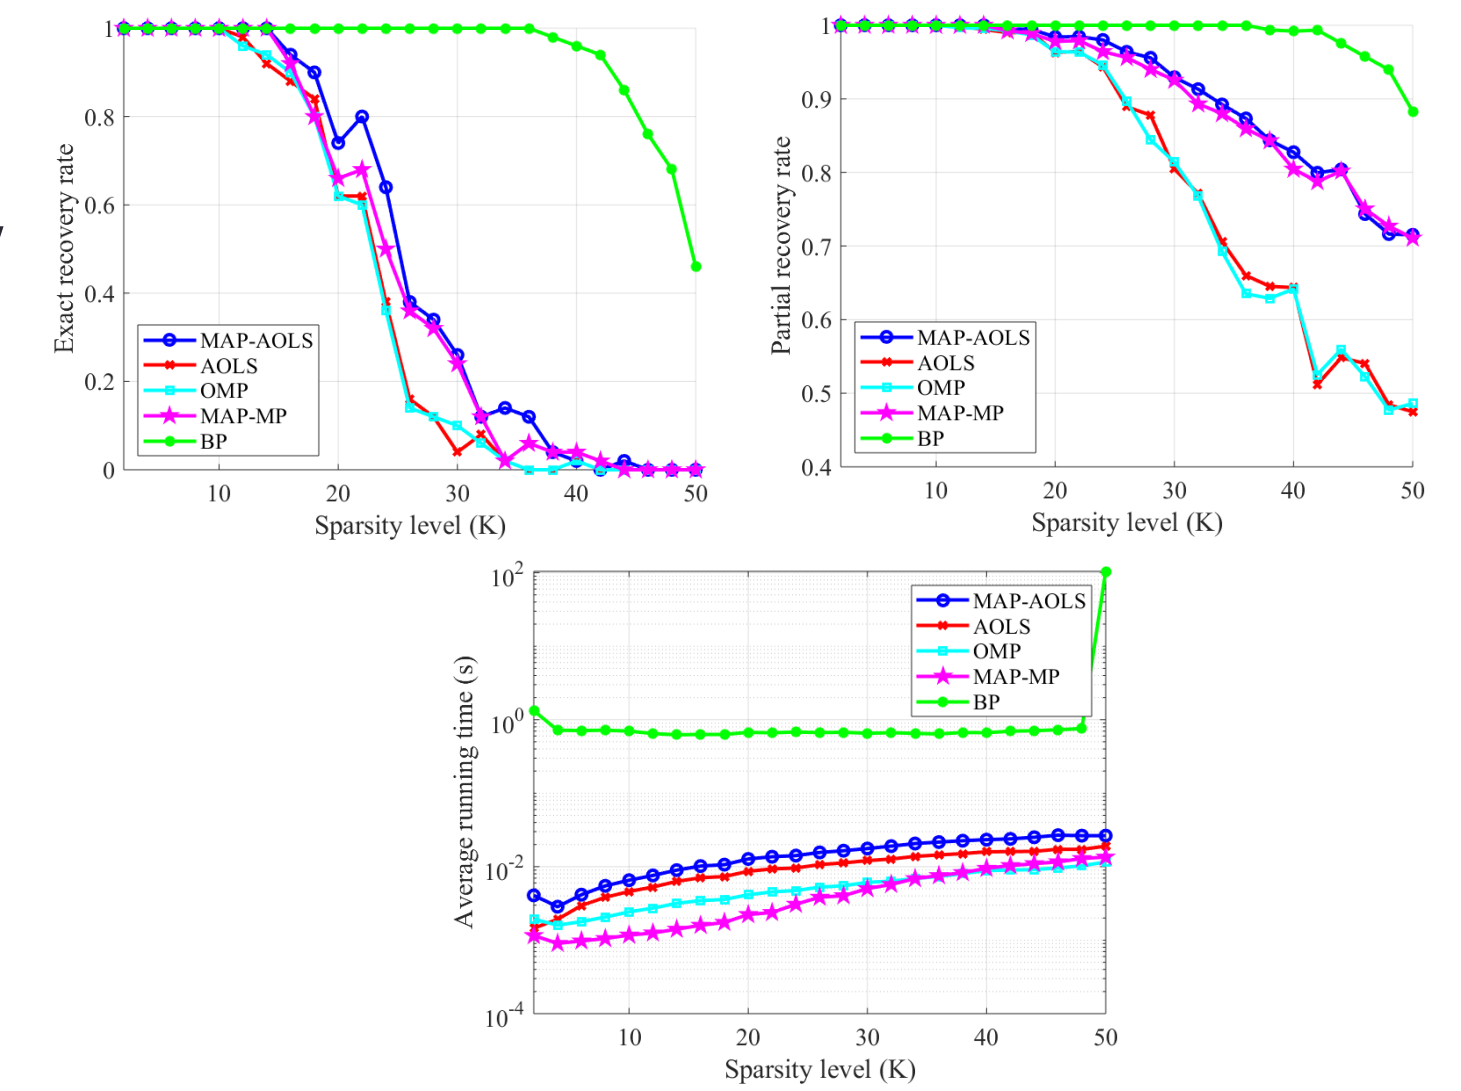 Exact recovery rate
1
0.8
0.6
0.4
0.2
0
10 20 30 40 50
Sparsity level (K)
MAP-AOLS
AOLS
OMP
MAP-MP
BP
Partial recovery rate
1
0.9
0.8
0.7
0.6
0.5
0.4
10 20 30 40 50
Sparsity level (K)
MAP-AOLS
AOLS
OMP
MAP-MP
BP
Average running time (s)
10^2
10^0
10^-2
10^-4
10 20 30 40 50
Sparsity level (K)
MAP-AOLS
AOLS
OMP
MAP-MP
BP